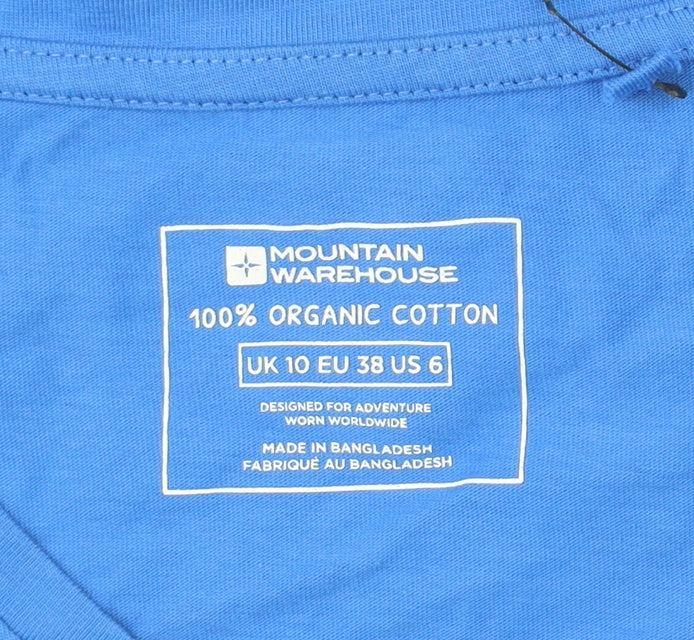 MOUNTAIN
WAREHOUSE
100% ORGANIC COTTON
UK 10 EU 38 US 6
DESIGNED FOR ADVENTURE
WORN WORLDWIDE
MADE IN BANGLADESH
FABRIQUÉ AU BANGLADESH